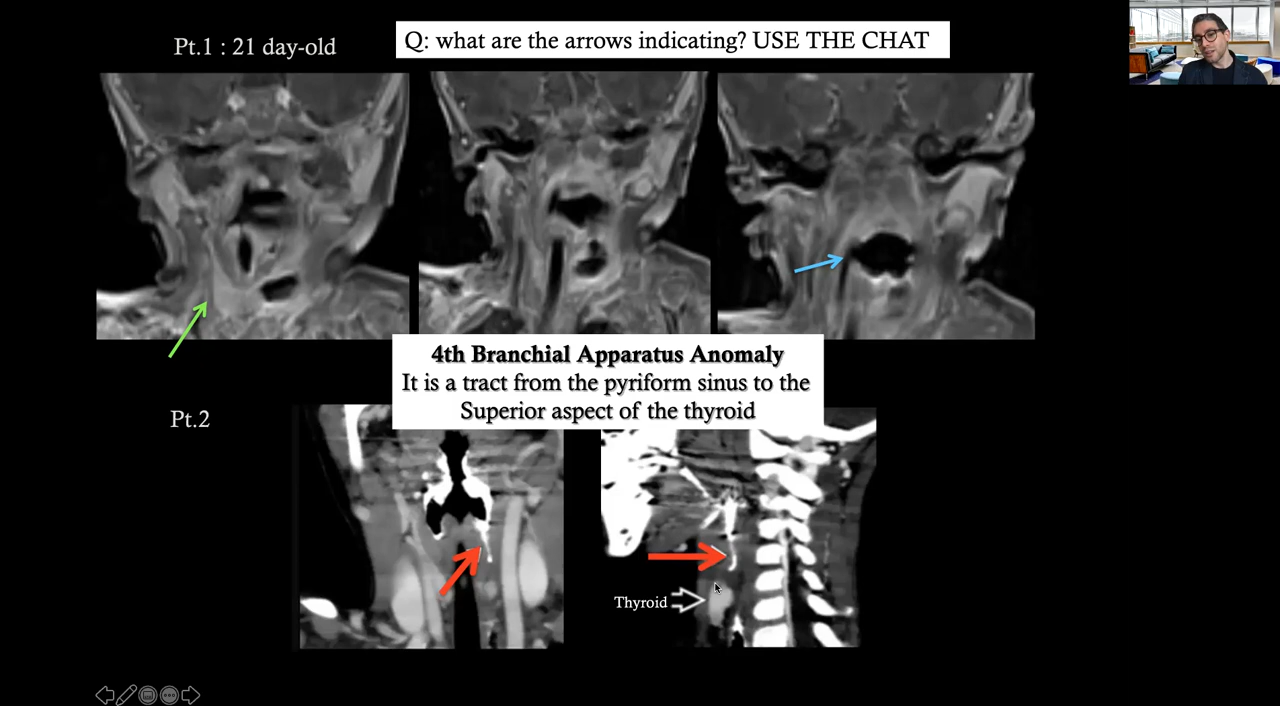 Pt.1 : 21 day-old
Q: what are the arrows indicating? USE THE CHAT
4th Branchial Apparatus Anomaly
It is a tract from the pyriform sinus to the
Superior aspect of the thyroid
Pt.2
Thyroid